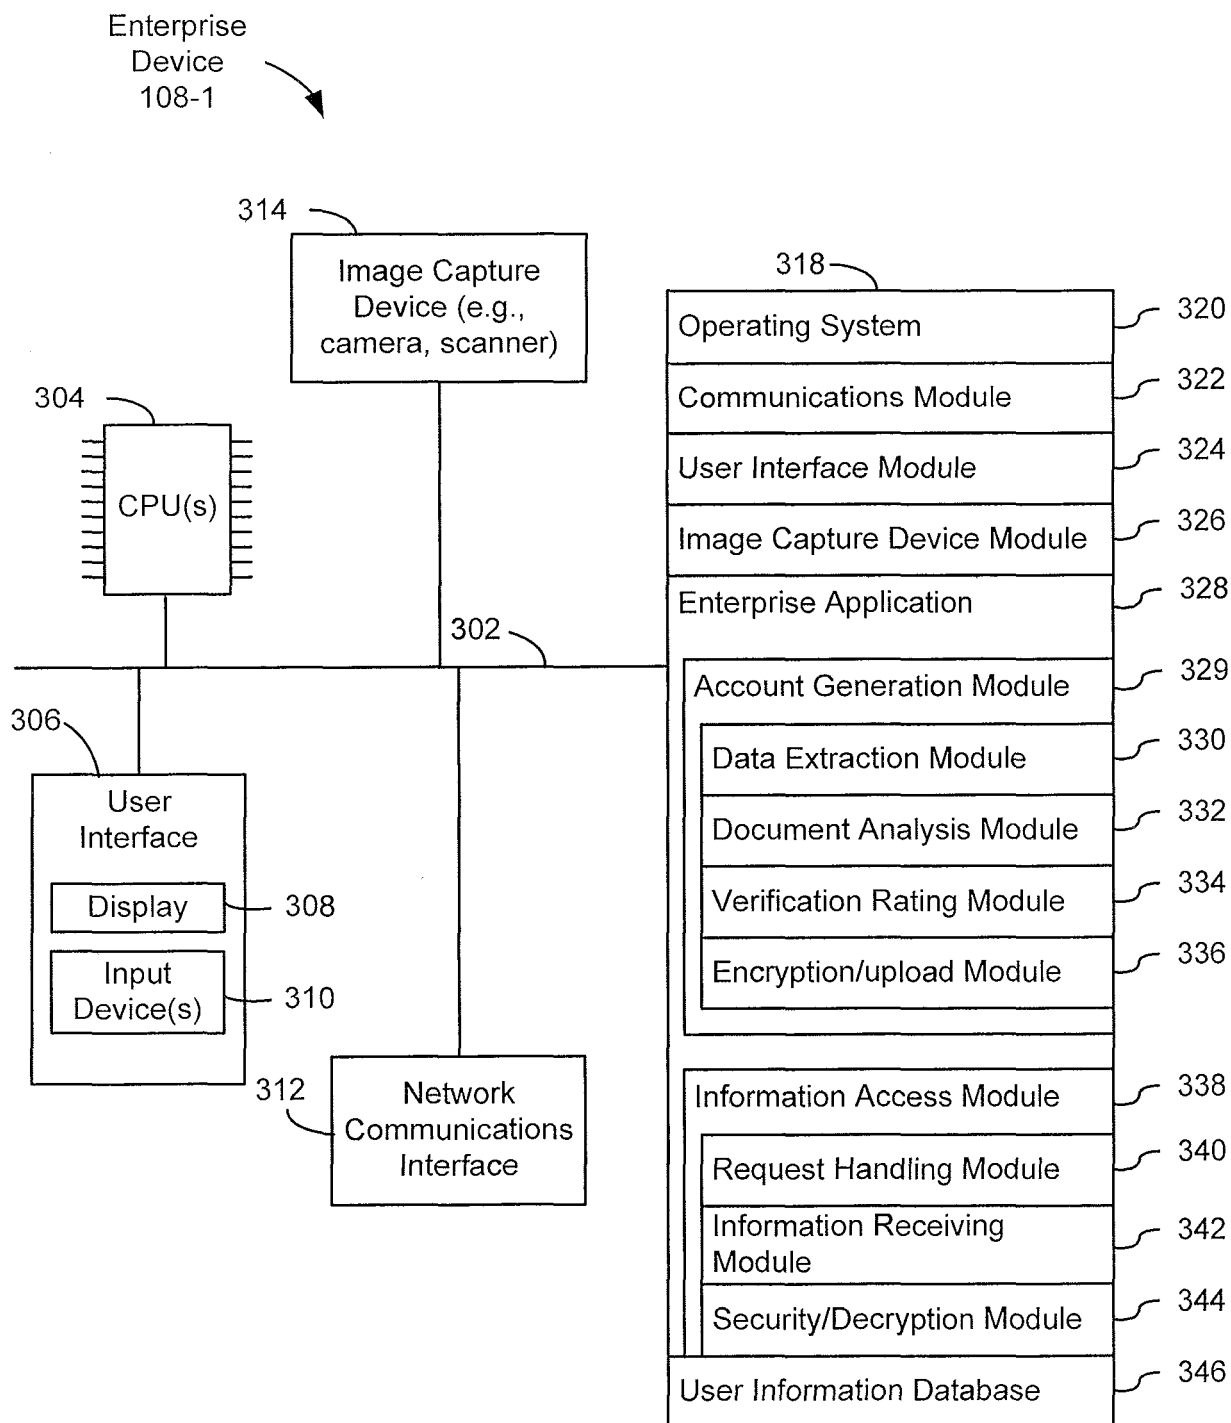 Enterprise
Device
108-1
314
Image Capture
Device (e.g.,
camera, scanner)
304
CPU(s)
302
306
User
Interface
Display
308
Input
Device(s)
310
312
Network
Communications
Interface
318
Operating System
320
Communications Module
322
User Interface Module
324
Image Capture Device Module
326
Enterprise Application
328
Account Generation Module
329
Data Extraction Module
330
Document Analysis Module
332
Verification Rating Module
334
Encryption/upload Module
336
Information Access Module
338
Request Handling Module
340
Information Receiving
Module
342
Security/Decryption Module
344
User Information Database
346